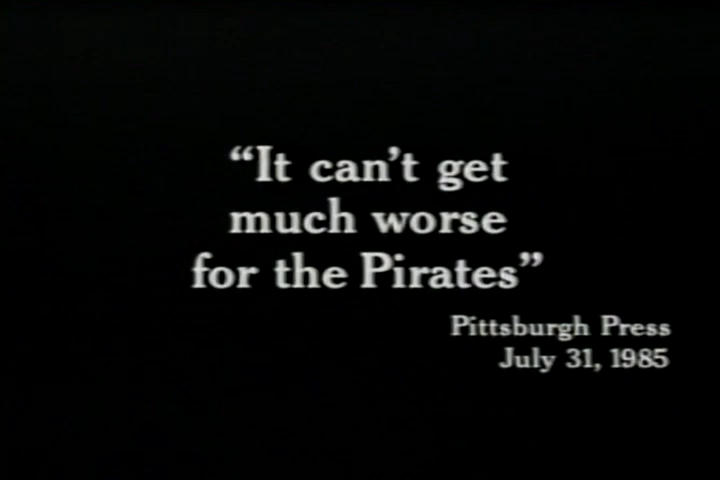 “It can’t get
much worse
for the Pirates”
Pittsburgh Press
July 31, 1985